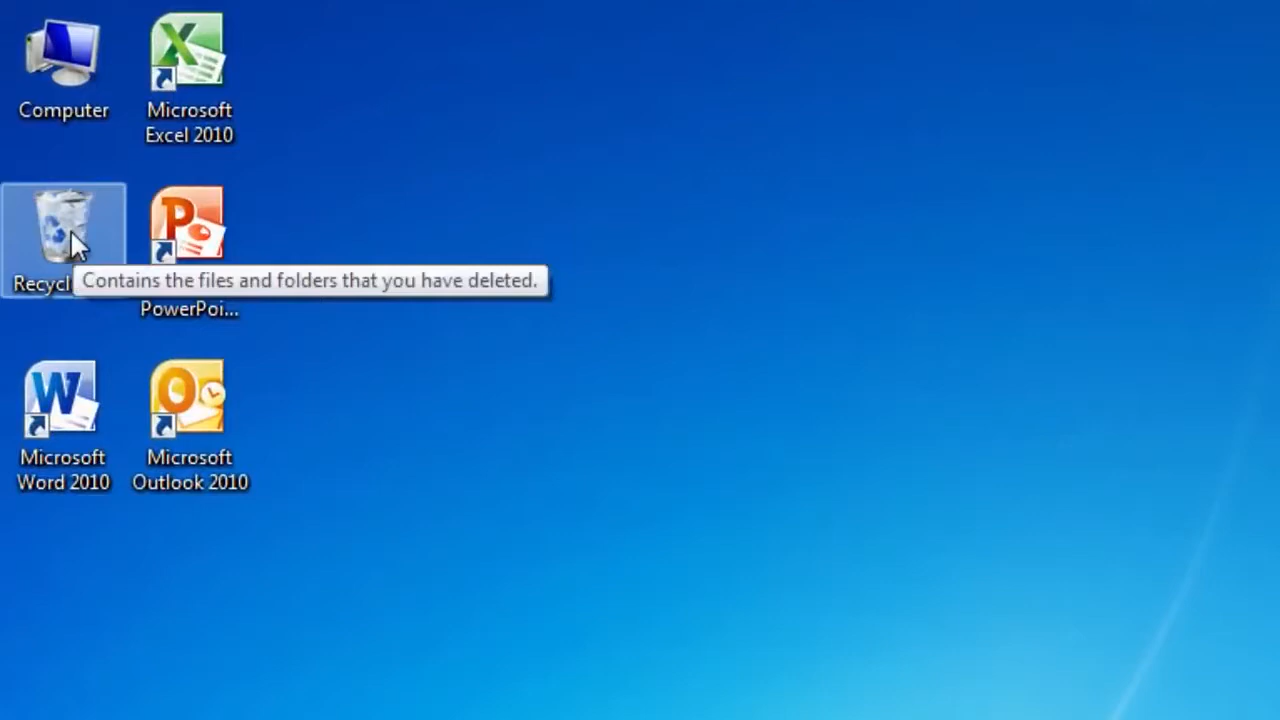 Computer
Microsoft
Excel 2010
Recycl
Contains the files and folders that you have deleted.
PowerPoi...
Microsoft
Word 2010
Microsoft
Outlook 2010